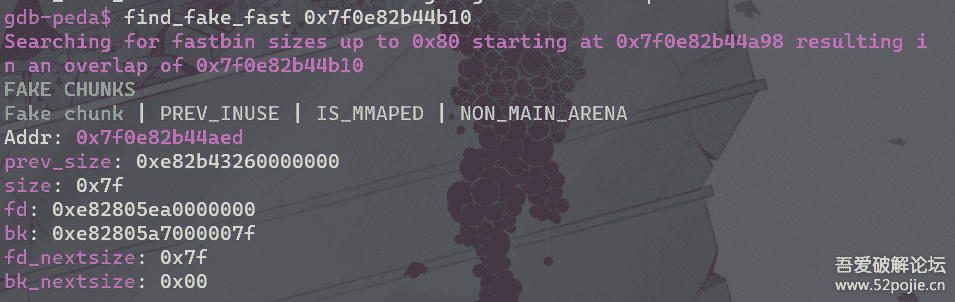 gdb-peda$ find_fake_fast 0x7f0e82b44b10
Searching for fastbin sizes up to 0x80 starting at 0x7f0e82b44a98 resulting i
n an overlap of 0x7f0e82b44b10
FAKE CHUNKS
Fake chunk | PREV_INUSE | IS_MMAPED | NON_MAIN_ARENA
Addr: 0x7f0e82b44aed
prev_size: 0xe82b43260000000
size: 0x7f
fd: 0xe82805ea0000000
bk: 0xe82805a7000007f
fd_nextsize: 0x7f
bk_nextsize: 0x00
吾爱破解论坛
www.52pojie.cn